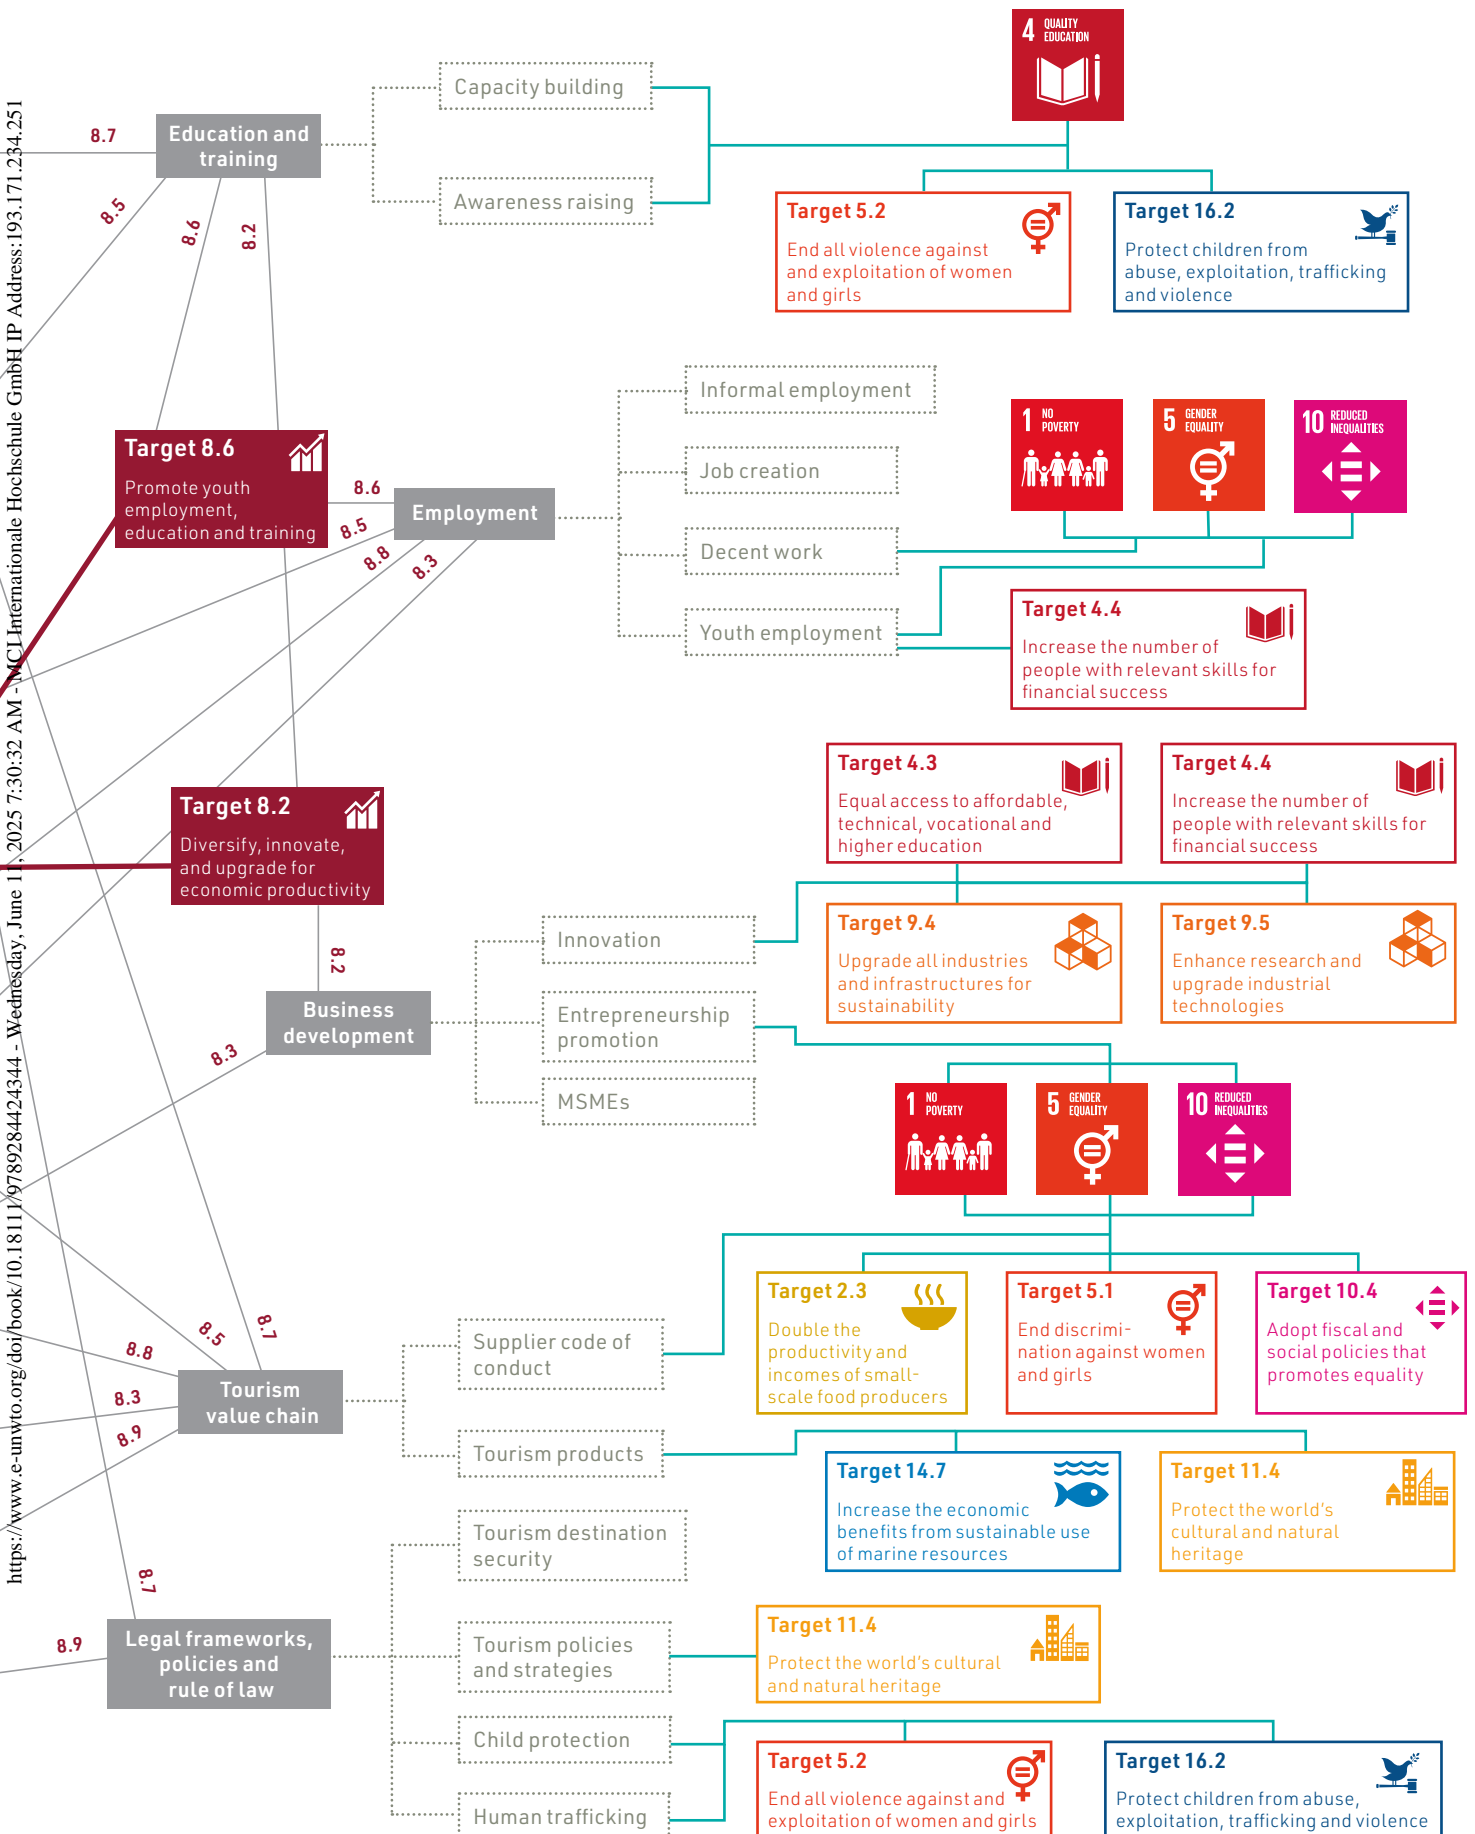 https://www.e-unwto.org/doi/book/10.18111/9789284424344 - Wednesday, June 11, 2025 7:30:32 AM - MCI Internationale Hochschule GmbH IP Address:193.171.234.251
4 QUALITY
EDUCATION
Capacity building
8.7
Education and
training
Awareness raising
8.5
8.6
8.2
Target 5.2
End all violence against
and exploitation of women
and girls
Target 16.2
Protect children from
abuse, exploitation, trafficking
and violence
Informal employment
1 NO
POVERTY
5 GENDER
EQUALITY
10 REDUCED
INEQUALITIES
Target 8.6
Promote youth
employment,
education and training
Job creation
8.6
8.5
8.8
8.3
Employment
Decent work
Youth employment
Target 4.4
Increase the number of
people with relevant skills for
financial success
Target 4.3
Equal access to affordable,
technical, vocational and
higher education
Target 4.4
Increase the number of
people with relevant skills for
financial success
Target 8.2
Diversify, innovate,
and upgrade for
economic productivity
Innovation
Target 9.4
Upgrade all industries
and infrastructures for
sustainability
Target 9.5
Enhance research and
upgrade industrial
technologies
8.2
Business
development
8.3
Entrepreneurship
promotion
MSMEs
1 NO
POVERTY
5 GENDER
EQUALITY
10 REDUCED
INEQUALITIES
Target 2.3
Double the
productivity and
incomes of small-
scale food producers
Target 5.1
End discrimi-
nation against women
and girls
Target 10.4
Adopt fiscal and
social policies that
promotes equality
8.5
8.7
8.8
8.3
8.9
Tourism
value chain
Supplier code of
conduct
Tourism products
Target 14.7
Increase the economic
benefits from sustainable use
of marine resources
Target 11.4
Protect the world's
cultural and natural
heritage
Tourism destination
security
8.7
8.9
Legal frameworks,
policies and
rule of law
Tourism policies
and strategies
Target 11.4
Protect the world's cultural
and natural heritage
Child protection
Human trafficking
Target 5.2
End all violence against and
exploitation of women and girls
Target 16.2
Protect children from abuse,
exploitation, trafficking and violence